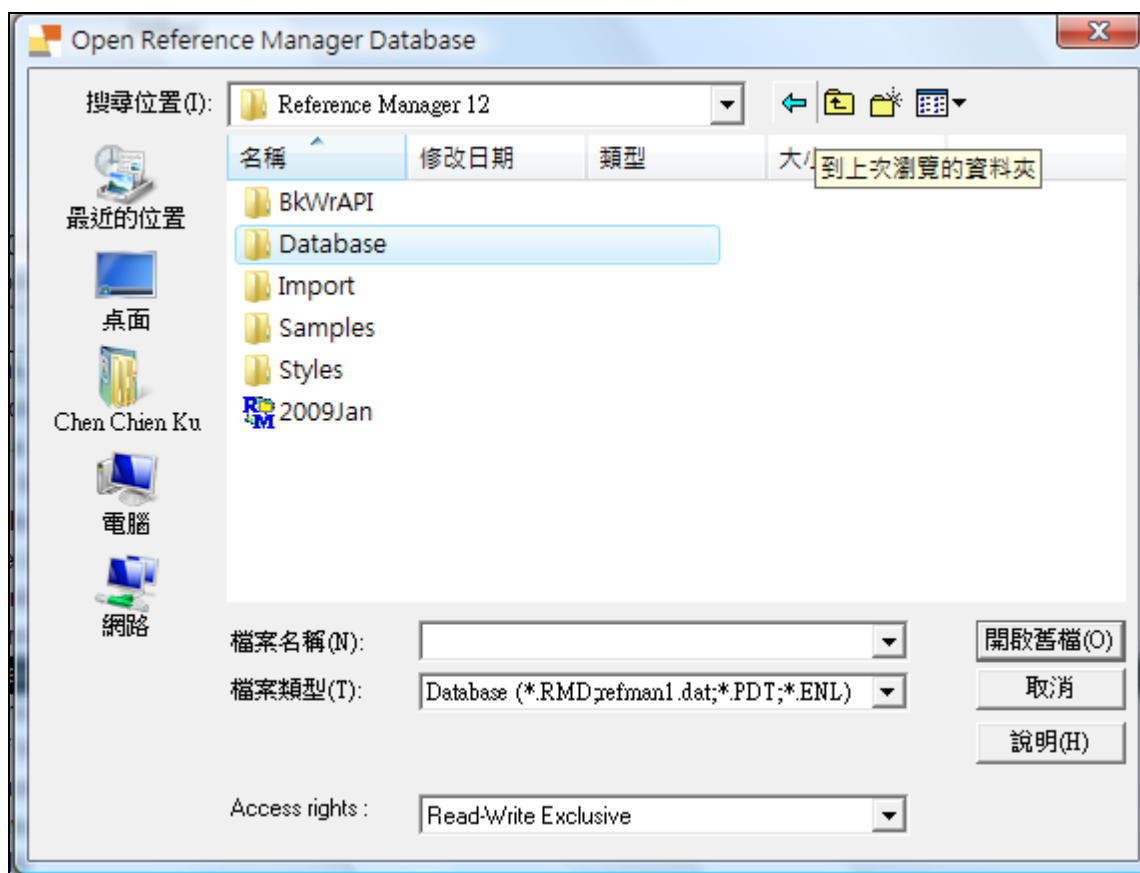 Open Reference Manager Database
搜尋位置(I):
Reference Manager 12
名稱
修改日期
類型
大小
到上次瀏覽的資料夾
最近的位置
桌面
Chen Chien Ku
電腦
網路
BkWrAPI
Database
Import
Samples
Styles
2009Jan
檔案名稱(N):
開啟舊檔(O)
檔案類型(T):
Database (*.RMD;refman1.dat;*.PDT;*.ENL)
取消
說明(H)
Access rights :
Read-Write Exclusive